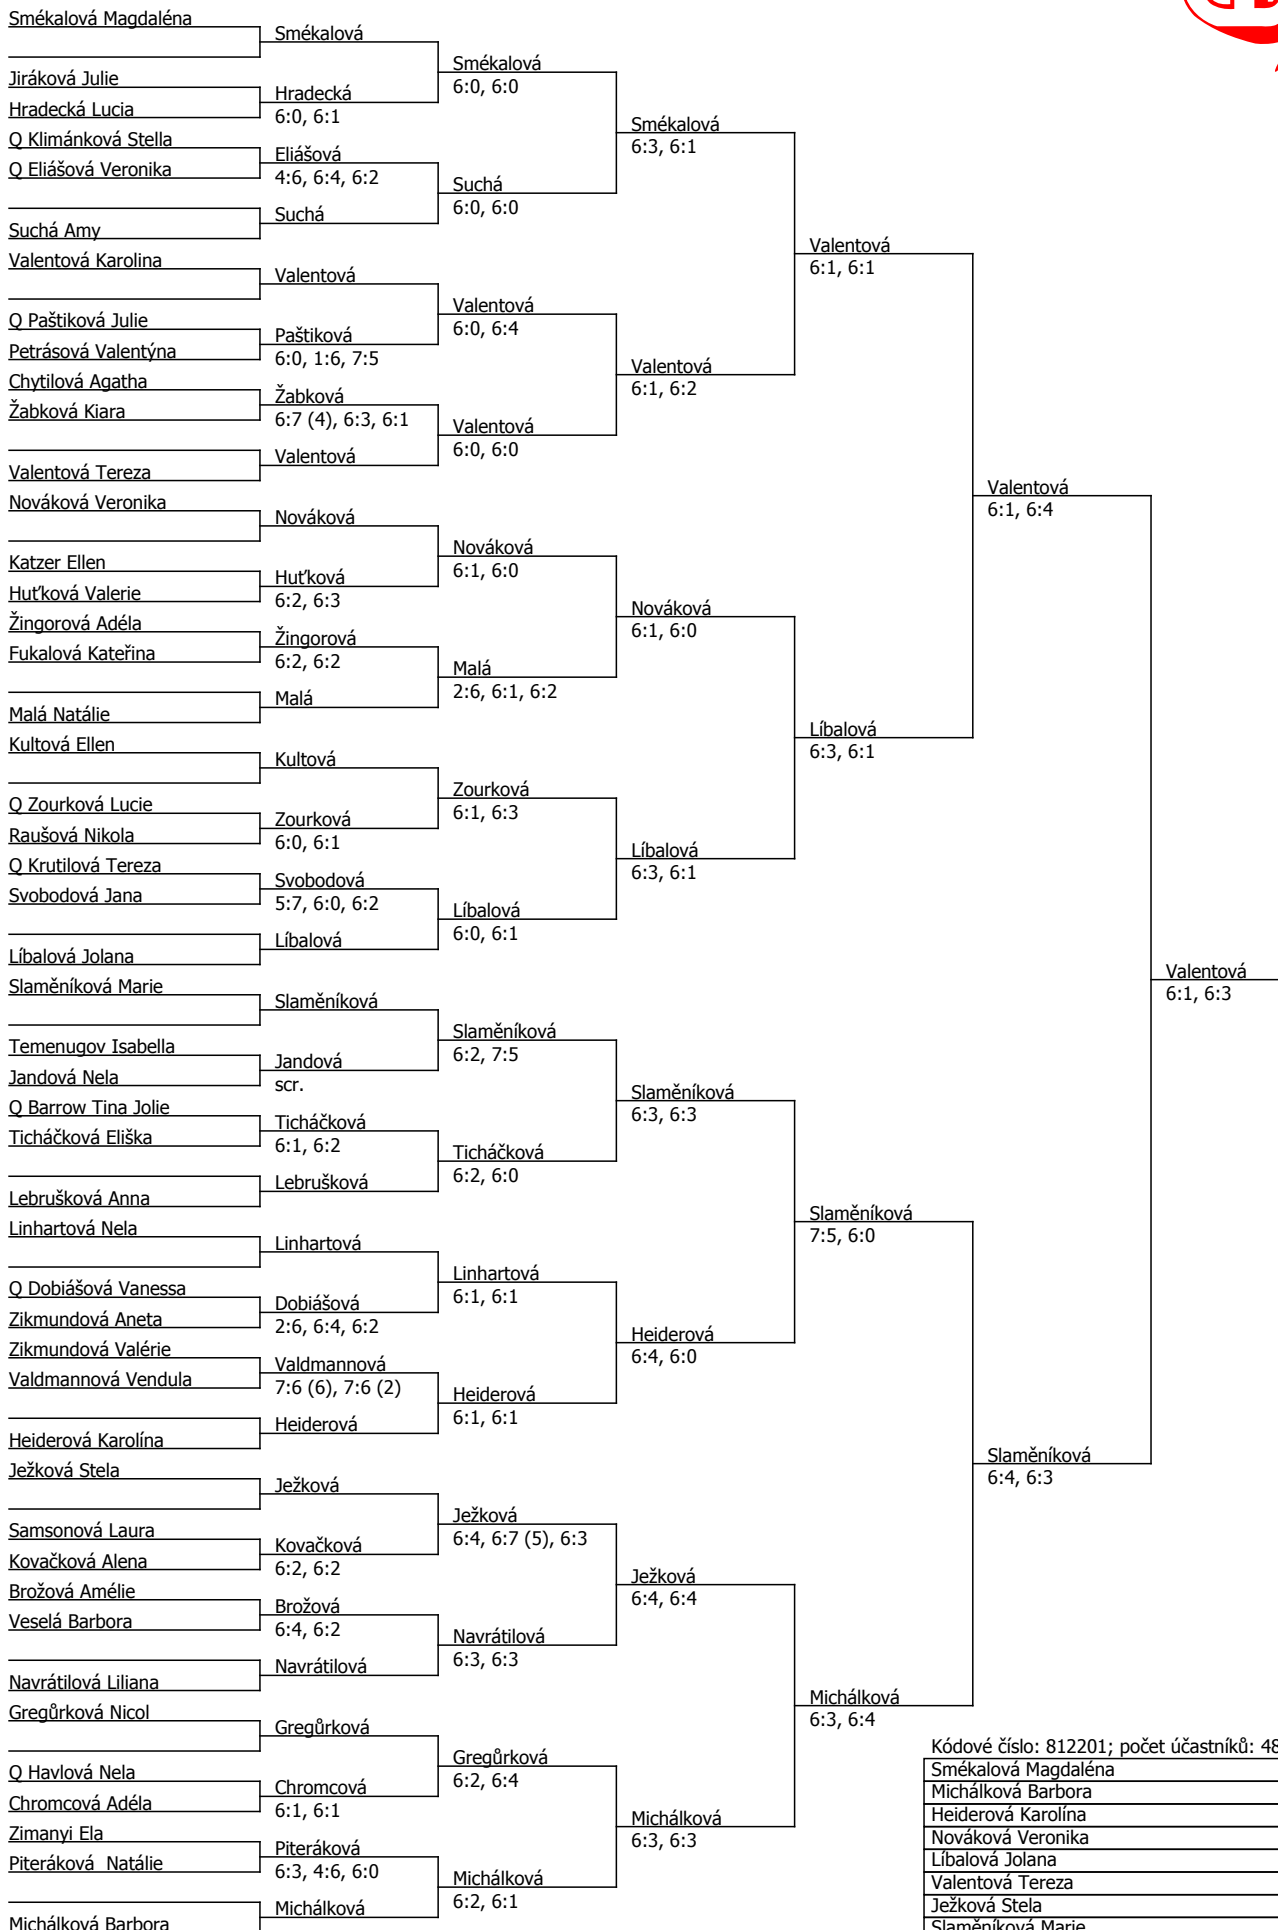 Smékalová Magdaléna
Jiráková Julie
Hradecká Lucia
Q Klimánková Stella
Q Eliášová Veronika
Suchá Amy
Valentová Karolina
Q Paštiková Julie
Petrásová Valentýna
Chytilová Agatha
Žabková Kiara
Valentová Tereza
Nováková Veronika
Katzer Ellen
Huťková Valerie
Žingorová Adéla
Fukalová Kateřina
Malá Natálie
Kultová Ellen
Q Zourková Lucie
Raušová Nikola
Q Krutilová Tereza
Svobodová Jana
Líbalová Jolana
Slaměníková Marie
Temenugov Isabella
Jandová Nela
Q Barrow Tina Jolie
Ticháčková Eliška
Lebrušková Anna
Linhartová Nela
Q Dobiášová Vanessa
Zikmundová Aneta
Zikmundová Valérie
Valdmannová Vendula
Heiderová Karolína
Ježková Stela
Samsonová Laura
Kovačková Alena
Brožová Amélie
Veselá Barbora
Navrátilová Liliana
Gregůrková Nicol
Q Havlová Nela
Chromcová Adéla
Zimanyi Ela
Piteráková  Natálie
Michálková Barbora
Smékalová
Hradecká
6:0, 6:1
Eliášová
4:6, 6:4, 6:2
Suchá
Valentová
Paštiková
6:0, 1:6, 7:5
Žabková
6:7 (4), 6:3, 6:1
Valentová
Nováková
Huťková
6:2, 6:3
Žingorová
6:2, 6:2
Malá
Kultová
Zourková
6:0, 6:1
Svobodová
5:7, 6:0, 6:2
Líbalová
Slaměníková
Jandová
scr.
Ticháčková
6:1, 6:2
Lebrušková
Linhartová
Dobiášová
2:6, 6:4, 6:2
Valdmannová
7:6 (6), 7:6 (2)
Heiderová
Ježková
Kovačková
6:2, 6:2
Brožová
6:4, 6:2
Navrátilová
Gregůrková
Chromcová
6:1, 6:1
Piteráková
6:3, 4:6, 6:0
Michálková
Smékalová
6:0, 6:0
Suchá
6:0, 6:0
Valentová
6:0, 6:4
Valentová
6:0, 6:0
Nováková
6:1, 6:0
Malá
2:6, 6:1, 6:2
Zourková
6:1, 6:3
Líbalová
6:0, 6:1
Slaměníková
6:2, 7:5
Ticháčková
6:2, 6:0
Linhartová
6:1, 6:1
Heiderová
6:1, 6:1
Ježková
6:4, 6:7 (5), 6:3
Navrátilová
6:3, 6:3
Gregůrková
6:2, 6:4
Michálková
6:2, 6:1
Smékalová
6:3, 6:1
Valentová
6:1, 6:2
Nováková
6:1, 6:0
Líbalová
6:3, 6:1
Slaměníková
6:3, 6:3
Heiderová
6:4, 6:0
Ježková
6:4, 6:4
Michálková
6:3, 6:3
Valentová
6:1, 6:1
Líbalová
6:3, 6:1
Slaměníková
7:5, 6:0
Michálková
6:3, 6:4
Valentová
6:1, 6:4
Slaměníková
6:4, 6:3
Valentová
6:1, 6:3
Kódové číslo: 812201; počet účastníků: 48
Smékalová Magdaléna
Michálková Barbora
Heiderová Karolína
Nováková Veronika
Líbalová Jolana
Valentová Tereza
Ježková Stela
Slaměníková Marie